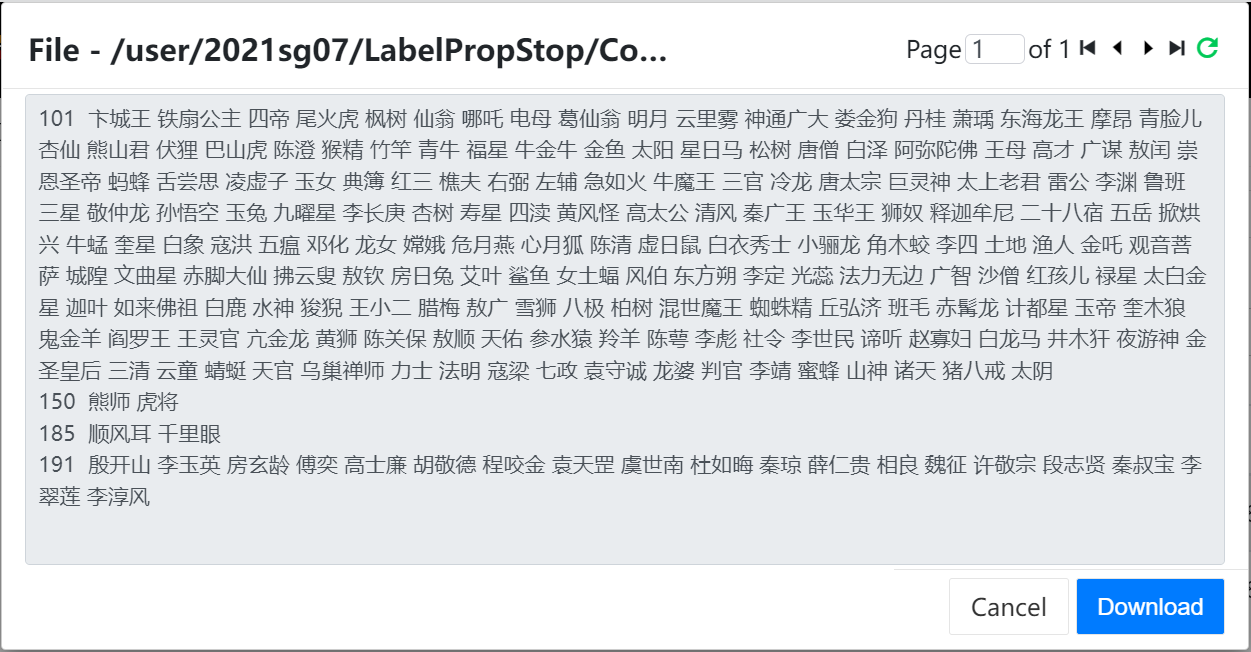 File - /user/2021sg07/LabelPropStop/Co...
Page 1 of 1
101 卞城王 铁扇公主 四帝 尾火虎 枫树 仙翁 哪吒 电母 葛仙翁 明月 云里雾 神通广大 娄金狗 丹桂 萧瑀 东海龙王 摩昂 青脸儿
杏仙 熊山君 伏狸 巴山虎 陈澄 猴精 竹竿 青牛 福星 牛金牛 金鱼 太阳 星日马 松树 唐僧 白泽 阿弥陀佛 王母 高才 广谋 敖闰 崇
恩圣帝 蚂蜂 舌尝思 凌虚子 玉女 典簿 红三 樵夫 右弼 左辅 急如火 牛魔王 三官 冷龙 唐太宗 巨灵神 太上老君 雷公 李渊 鲁班
三星 敬仲龙 孙悟空 玉兔 九曜星 李长庚 杏树 寿星 四渎 黄风怪 高太公 清风 秦广王 玉华王 狮奴 释迦牟尼 二十八宿 五岳 掀烘
兴 牛蜢 奎星 白象 寇洪 五瘟 邓化 龙女 嫦娥 危月燕 心月狐 陈清 虚日鼠 白衣秀士 小骊龙 角木蛟 李四 土地 渔人 金吒 观音菩
萨 城隍 文曲星 赤脚大仙 拂云叟 敖钦 房日兔 艾叶 鲨鱼 女土蝠 风伯 东方朔 李定 光蕊 法力无边 广智 沙僧 红孩儿 禄星 太白金
星 迦叶 如来佛祖 白鹿 水神 狻猊 王小二 腊梅 敖广 雪狮 八极 柏树 混世魔王 蜘蛛精 丘弘济 班毛 赤髯龙 计都星 玉帝 奎木狼
鬼金羊 阎罗王 王灵官 亢金龙 黄狮 陈关保 敖顺 天佑 参水猿 羚羊 陈萼 李彪 社令 李世民 谛听 赵寡妇 白龙马 井木犴 夜游神 金
圣皇后 三清 云童 蜻蜓 天官 乌巢禅师 力士 法明 寇梁 七政 袁守诚 龙婆 判官 李靖 蜜蜂 山神 诸天 猪八戒 太阴
150 熊师 虎将
185 顺风耳 千里眼
191 殷开山 李玉英 房玄龄 傅奕 高士廉 胡敬德 程咬金 袁天罡 虞世南 杜如晦 秦琼 薛仁贵 相良 魏征 许敬宗 段志贤 秦叔宝 李
翠莲 李淳风
Cancel
Download